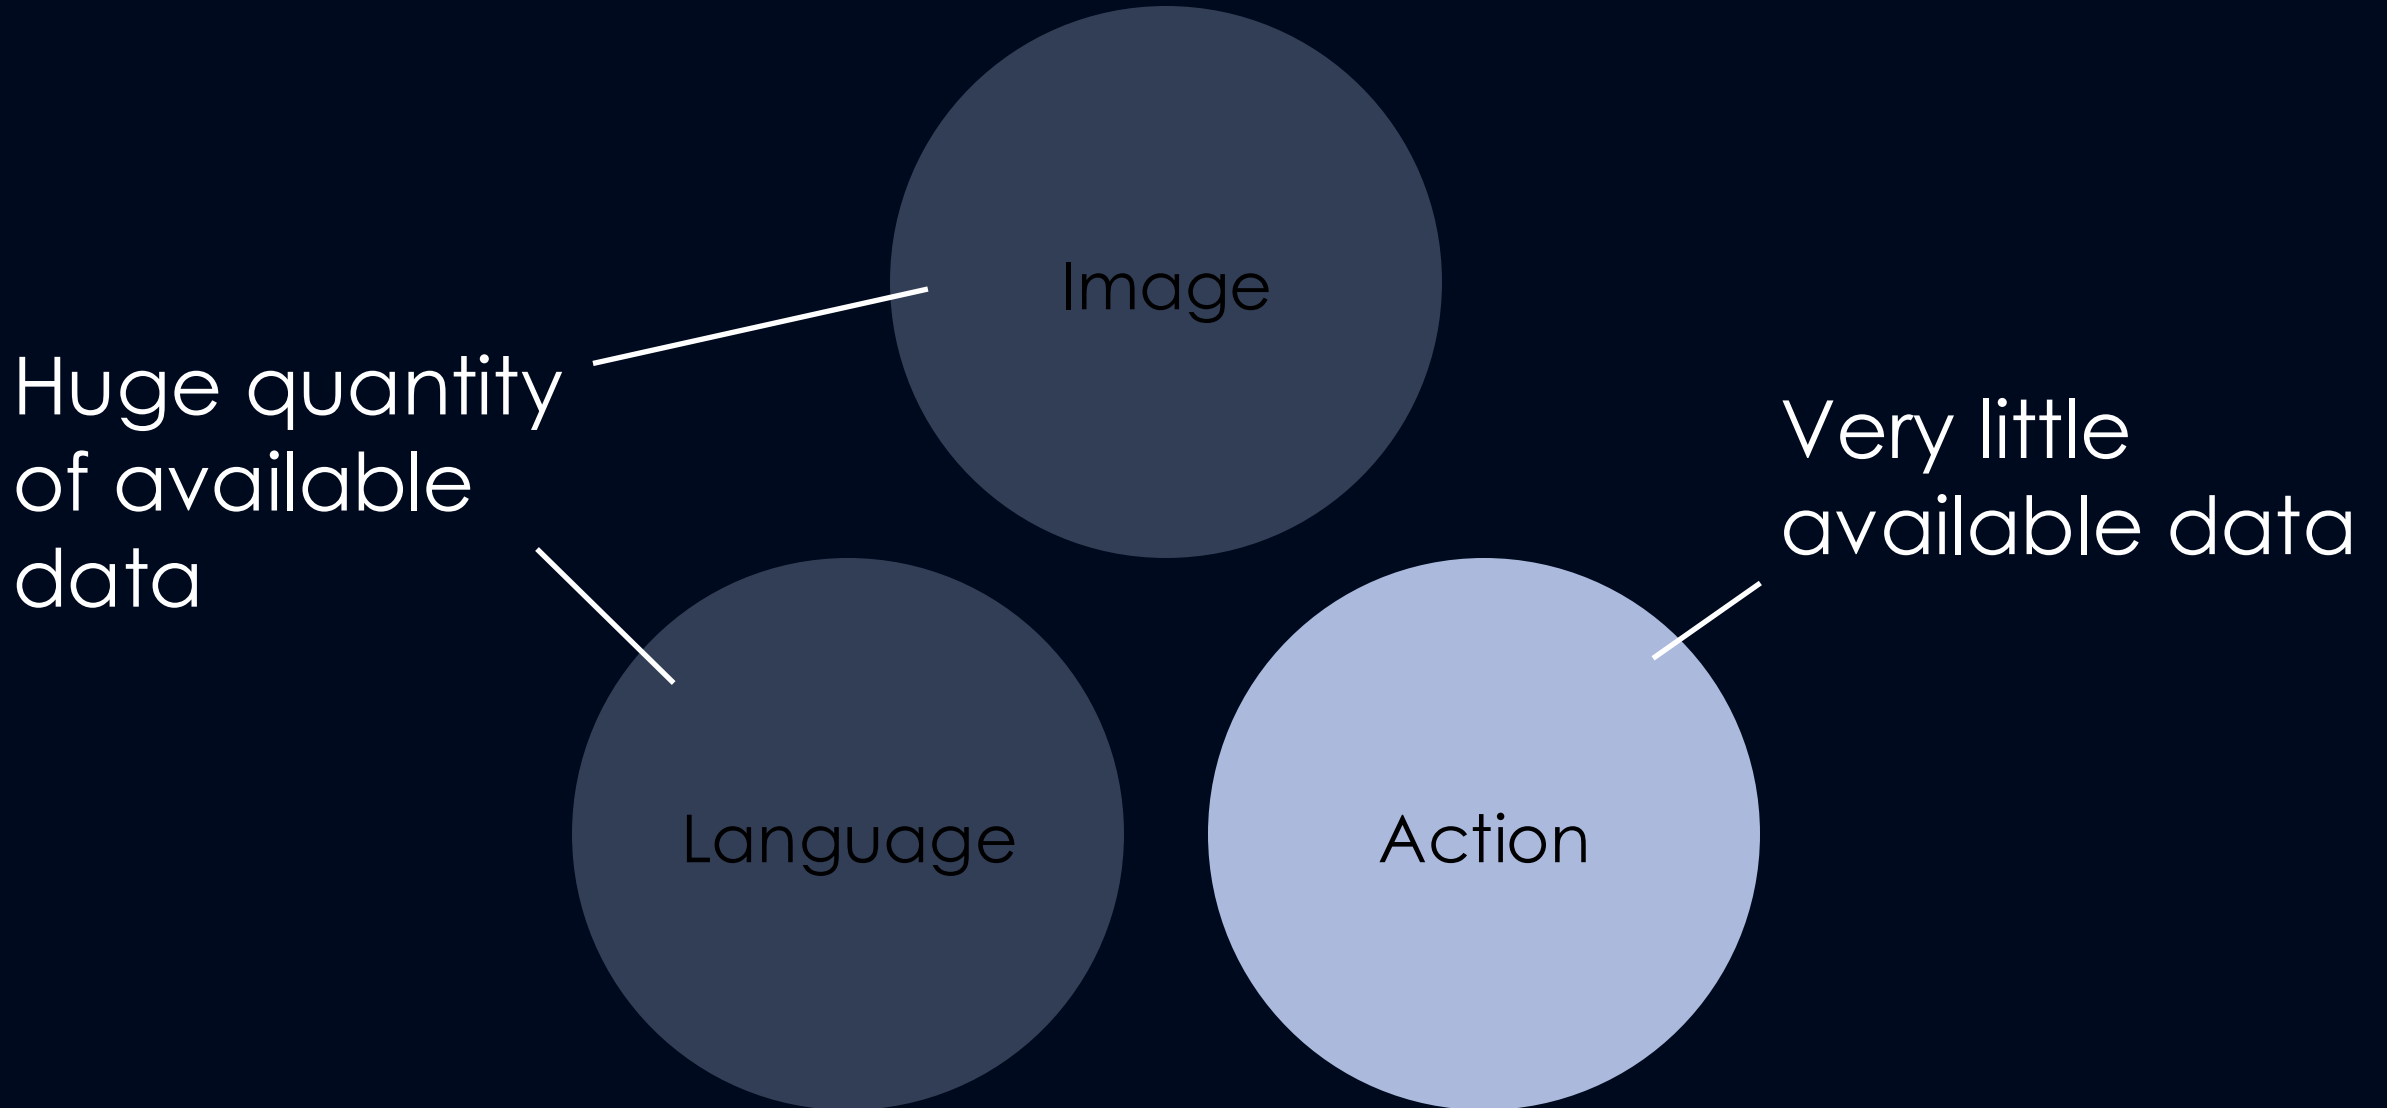 Image
Huge quantity
of available
data
Very little
available data
Language
Action